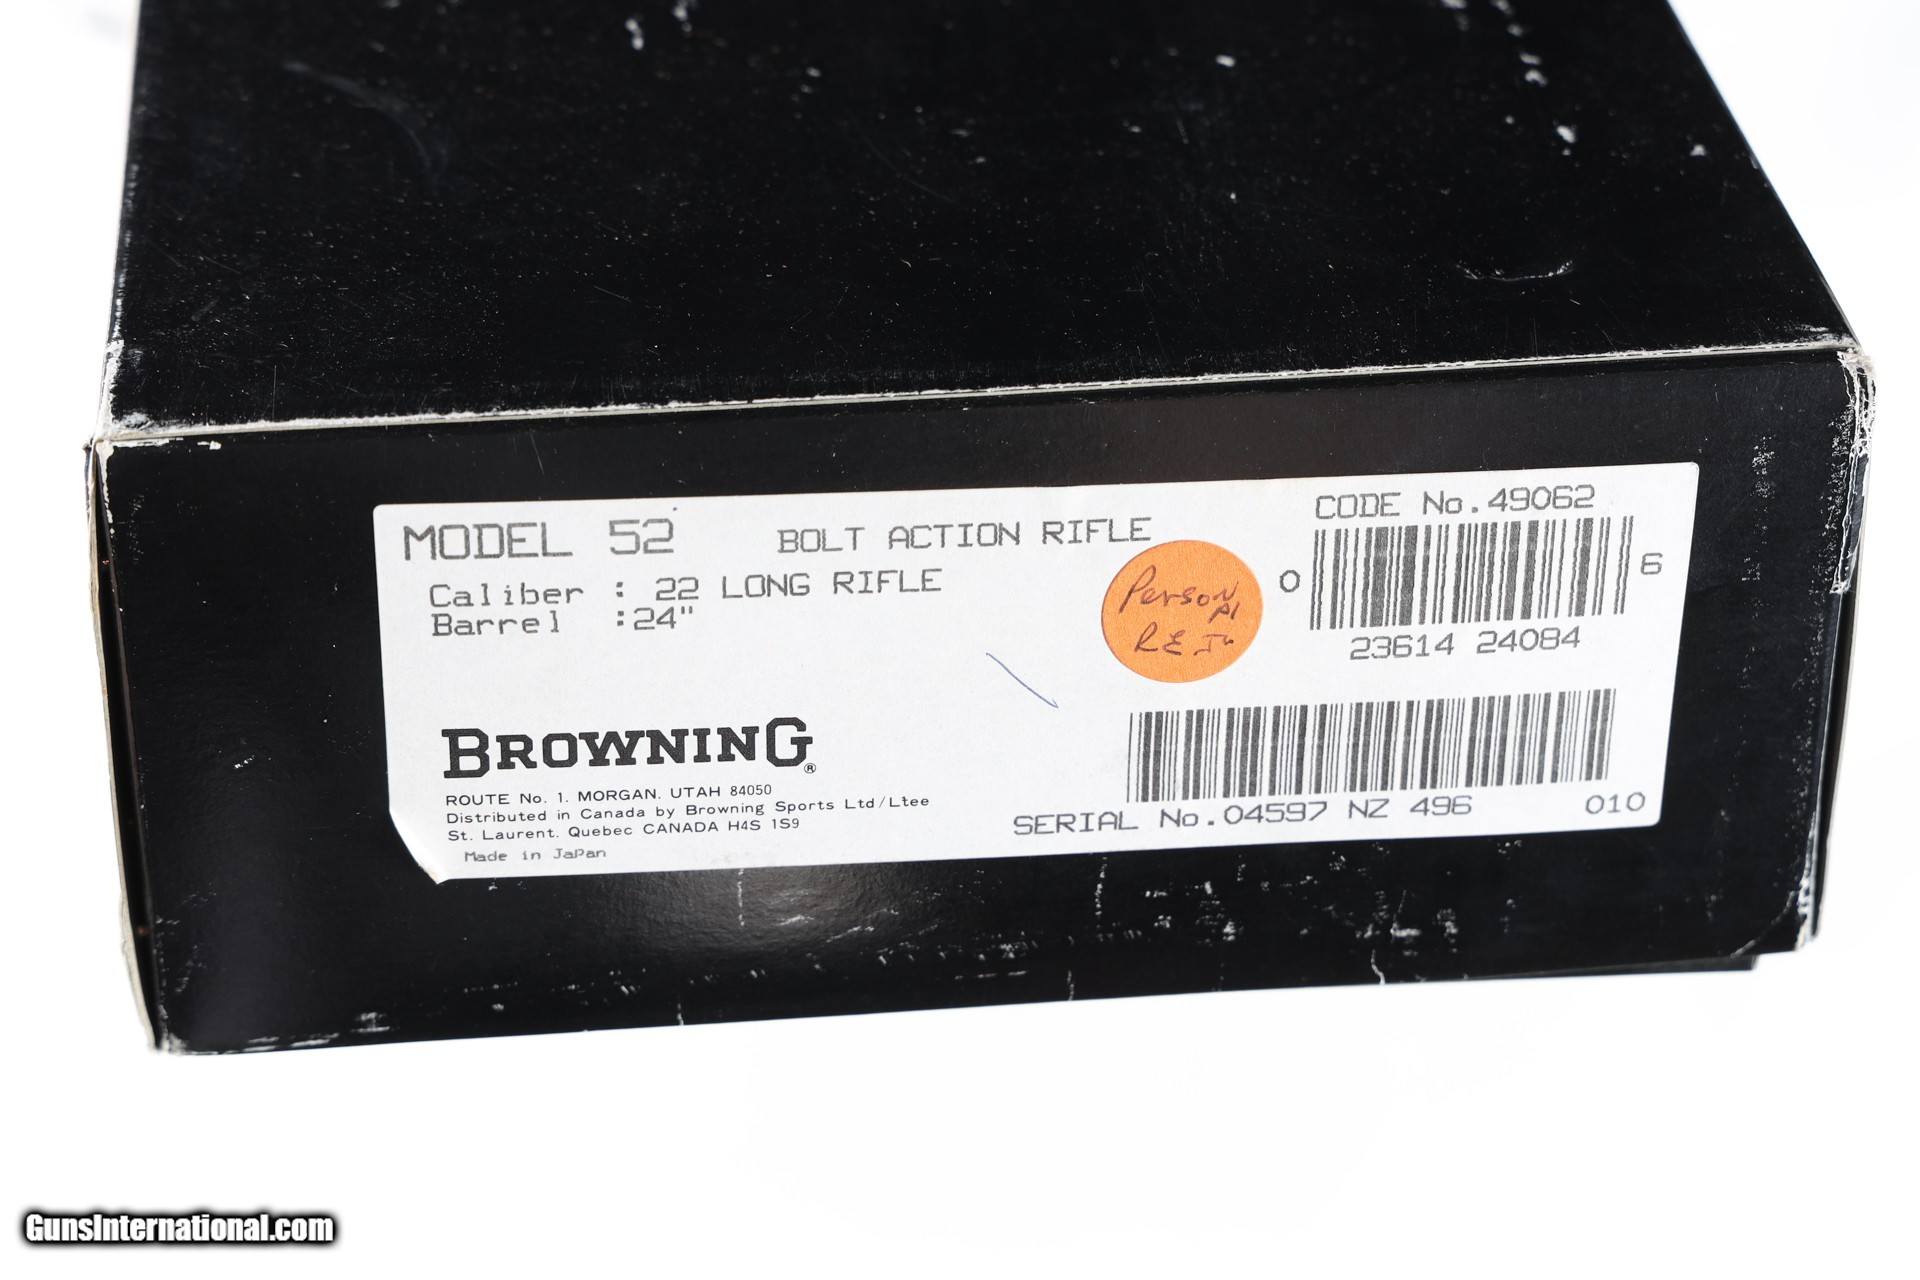 MODEL 52 BOLT ACTION RIFLE
Caliber : 22 LONG RIFLE
Barrel :24"
CODE No.49062
0 6
23614 24084
Person
Al
BROWNING®
ROUTE No. 1. MORGAN. UTAH 84050
Distributed in Canada by Browning Sports Ltd/Ltee
St. Laurent. Quebec CANADA H4S 1S9
Made in Japan
SERIAL No.04597 NZ 496 010
GunsInternational.com